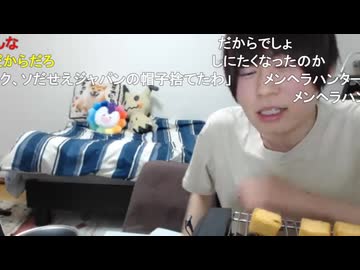 んな
だからでしょ
だからだろ
しにたくなったのか
ク、ソだせえジャパンの帽子捨てたわ」
メンヘラハンター
メンヘラハン